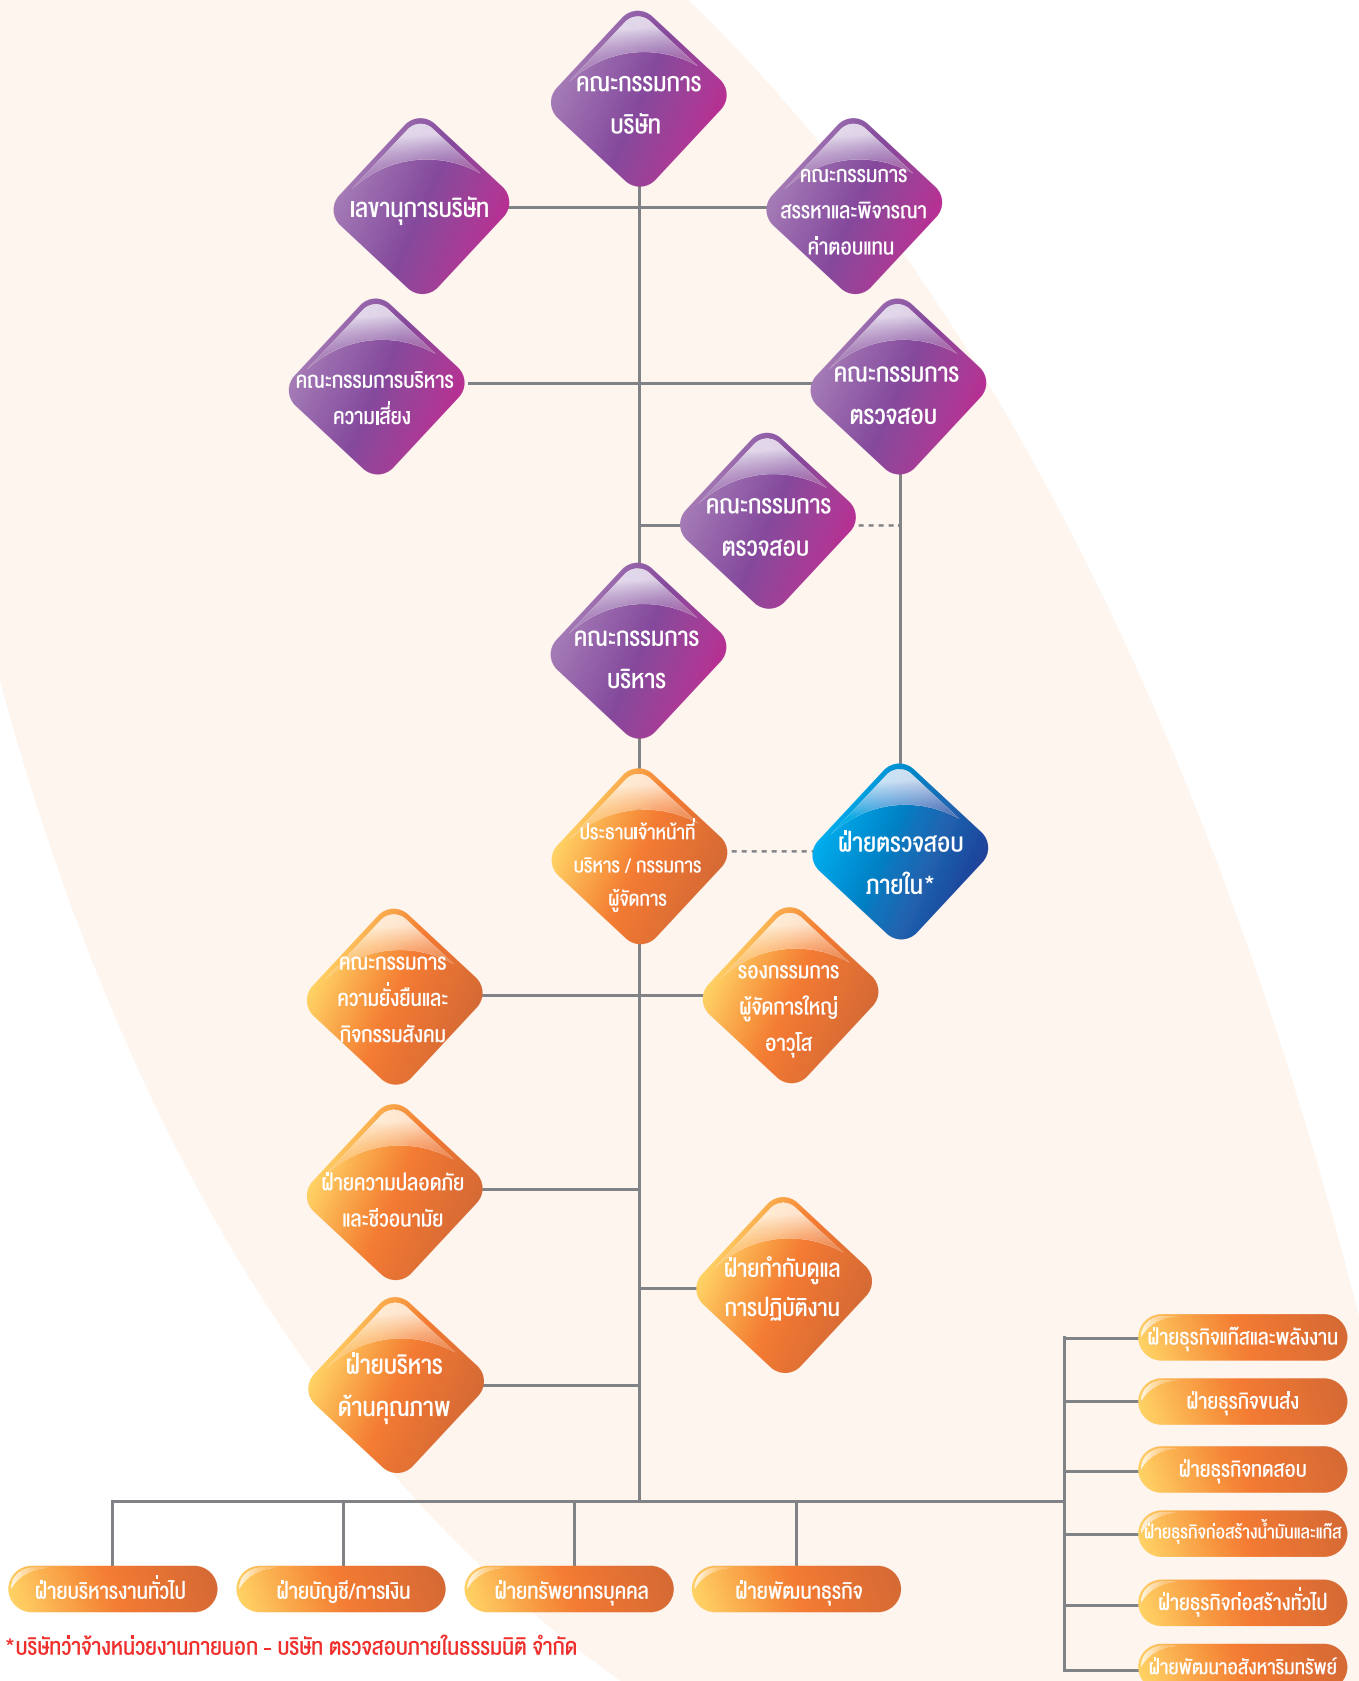 คณะกรรมการ
บริษัท
เลขานุการบริษัท
คณะกรรมการ
สรรหาและพิจารณา
ค่าตอบแทน
คณะกรรมการบริหาร
ความเสี่ยง
คณะกรรมการ
ตรวจสอบ
คณะกรรมการ
ตรวจสอบ
คณะกรรมการ
บริหาร
ประธานเจ้าหน้าที่
บริหาร / กรรมการ
ผู้จัดการ
ฝ่ายตรวจสอบ
ภายใน*
คณะกรรมการ
ความยั่งยืนและ
กิจกรรมสังคม
รองกรรมการ
ผู้จัดการใหญ่
อาวุโส
ฝ่ายความปลอดภัย
และชีวอนามัย
ฝ่ายกำกับดูแล
การปฏิบัติงาน
ฝ่ายบริหาร
ด้านคุณภาพ
ฝ่ายธุรกิจแก๊สและพลังงาน
ฝ่ายธุรกิจขนส่ง
ฝ่ายธุรกิจทดสอบ
ฝ่ายธุรกิจก่อสร้างน้ำมันและแก๊ส
ฝ่ายธุรกิจก่อสร้างทั่วไป
ฝ่ายพัฒนาอสังหาริมทรัพย์
ฝ่ายบริหารงานทั่วไป
ฝ่ายบัญชี/การเงิน
ฝ่ายทรัพยากรบุคคล
ฝ่ายพัฒนาธุรกิจ
*บริษัทว่าจ้างหน่วยงานภายนอก - บริษัท ตรวจสอบภายในธรรมนิติ จำกัด